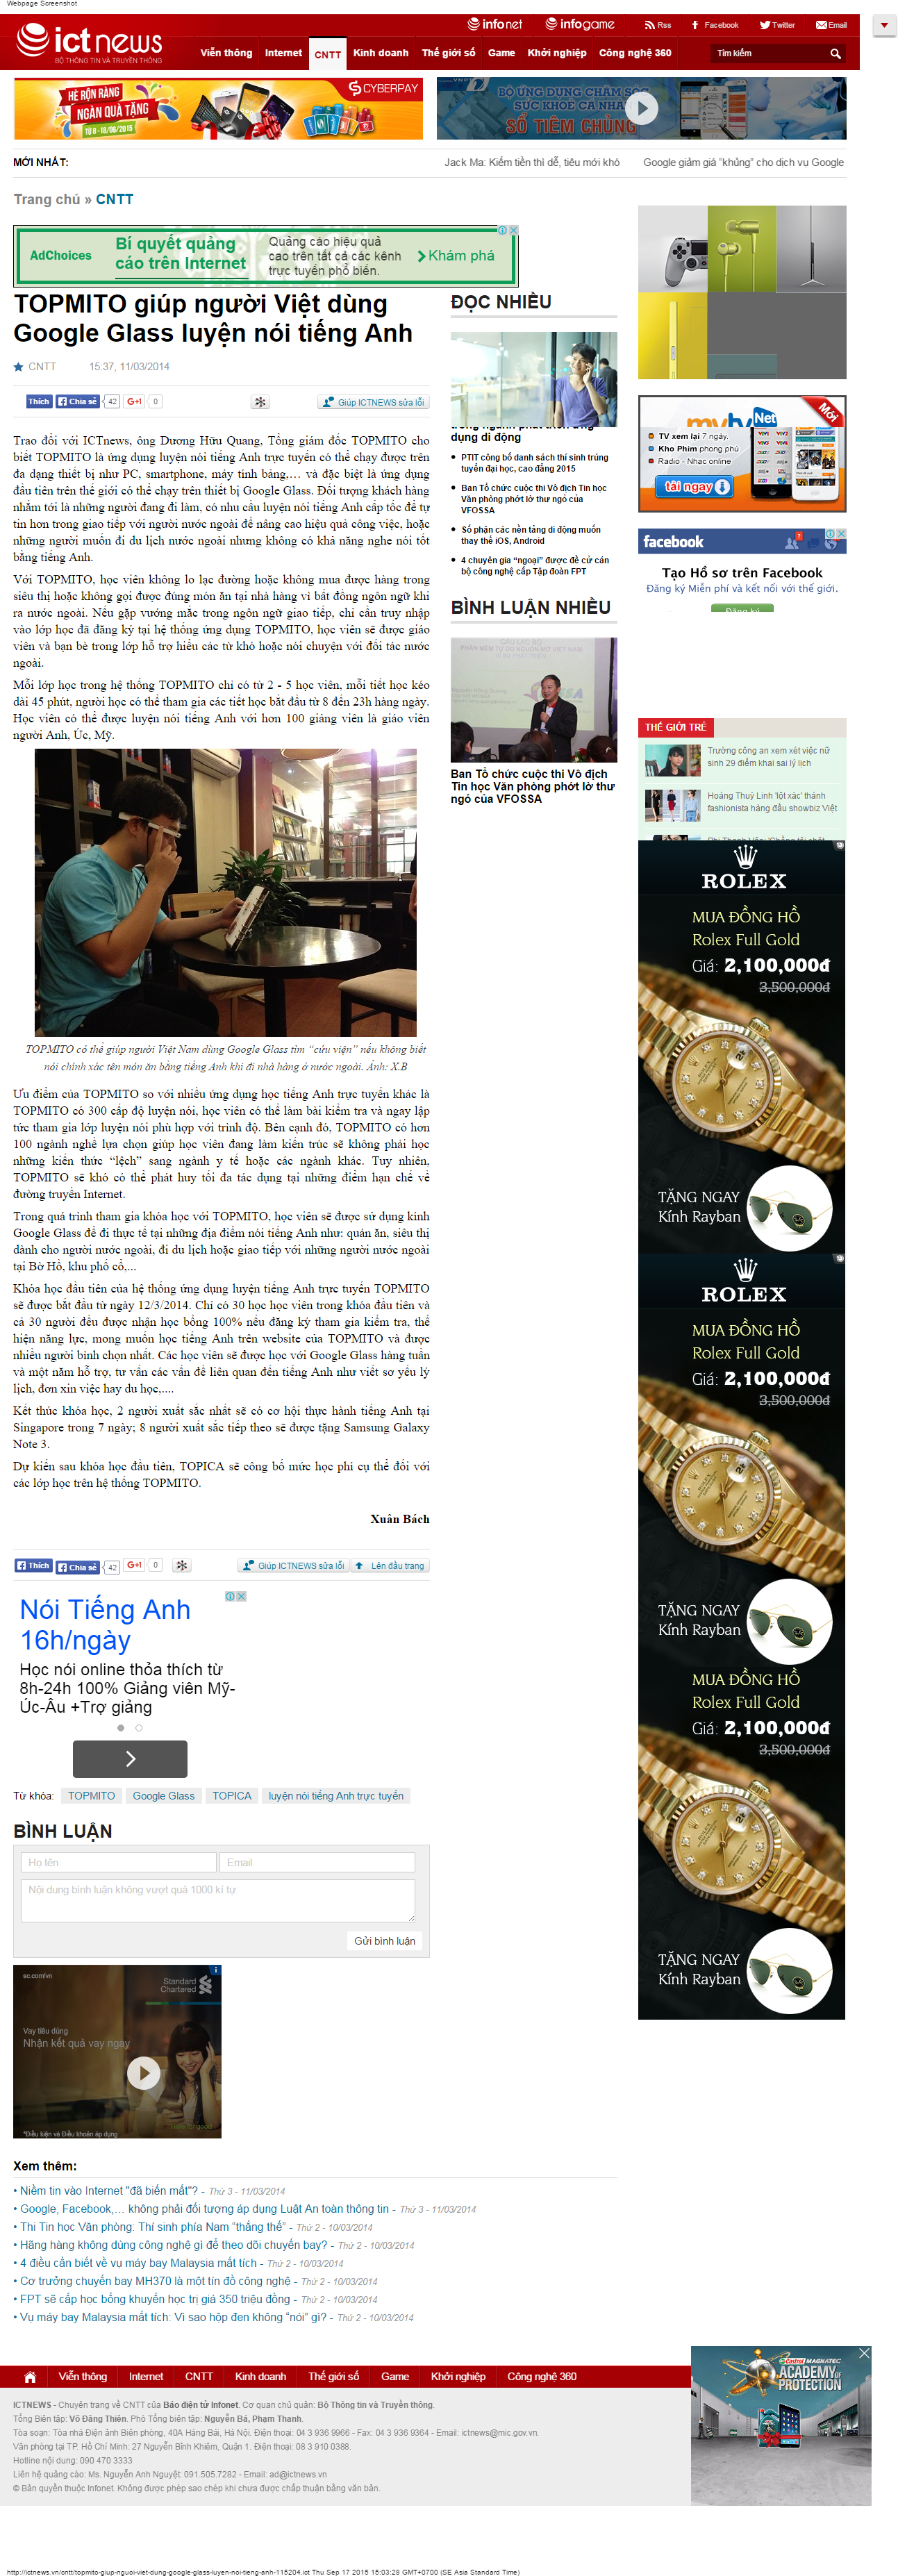 Webpage Screenshot
infonet
infogame
Rss
Facebook
Twitter
Email
ictnews
BỘ THÔNG TIN VÀ TRUYỀN THÔNG
Viễn thông
Internet
CNTT
Kinh doanh
Thế giới số
Game
Khởi nghiệp
Công nghệ 360
Tìm kiếm
HÈ RỘN RÀNG
NGÀN QUÀ TẶNG
TỪ 8 - 18/06/2015
CYBERPAY
BỘ ỨNG DỤNG CHĂM SÓC
SỨC KHỎE CÁ NHÂN
SỔ TIÊM CHỦNG
MỚI NHẤT:
Jack Ma: Kiếm tiền thì dễ, tiêu mới khó
Google giảm giá "khủng" cho dịch vụ Google
Trang chủ » CNTT
AdChoices
Bí quyết quảng
cáo trên Internet
Quảng cáo hiệu quả
cao trên tất cả các kênh
trực tuyến phổ biến.
Khám phá
TOPMITO giúp người Việt dùng
Google Glass luyện nói tiếng Anh
CNTT
15:37, 11/03/2014
Thích
Chia sẻ
42
G+1
0
Giúp ICTNEWS sửa lỗi
Trao đổi với ICTnews, ông Dương Hữu Quang, Tổng giám đốc TOPMITO cho
biết TOPMITO là ứng dụng luyện nói tiếng Anh trực tuyến có thể chạy được trên
đa dạng thiết bị như PC, smartphone, máy tính bảng,… và đặc biệt là ứng dụng
đầu tiên trên thế giới có thể chạy trên thiết bị Google Glass. Đối tượng khách hàng
nhắm tới là những người đang đi làm, có nhu cầu luyện nói tiếng Anh cấp tốc để tự
tin hơn trong giao tiếp với người nước ngoài để nâng cao hiệu quả công việc, hoặc
những người muốn đi du lịch nước ngoài nhưng không có khả năng nghe nói tốt
bằng tiếng Anh.
Với TOPMITO, học viên không lo lạc đường hoặc không mua được hàng trong
siêu thị hoặc không gọi được đúng món ăn tại nhà hàng vì bất đồng ngôn ngữ khi
ra nước ngoài. Nếu gặp vướng mắc trong ngôn ngữ giao tiếp, chỉ cần truy nhập
vào lớp học đã đăng ký tại hệ thống ứng dụng TOPMITO, học viên sẽ được giáo
viên và bạn bè trong lớp hỗ trợ hiểu các từ khó hoặc nói chuyện với đối tác nước
ngoài.
Mỗi lớp học trong hệ thống TOPMITO chỉ có từ 2 - 5 học viên, mỗi tiết học kéo
dài 45 phút, người học có thể tham gia các tiết học bắt đầu từ 8 đến 23h hàng ngày.
Học viên có thể được luyện nói tiếng Anh với hơn 100 giảng viên là giáo viên
người Anh, Úc, Mỹ.
TOPMITO có thể giúp người Việt Nam dùng Google Glass tìm “cứu viện” nếu không biết
nói chính xác tên món ăn bằng tiếng Anh khi đi nhà hàng ở nước ngoài. Ảnh: X.B
Ưu điểm của TOPMITO so với nhiều ứng dụng học tiếng Anh trực tuyến khác là
TOPMITO có 300 cấp độ luyện nói, học viên có thể làm bài kiểm tra và ngay lập
tức tham gia lớp luyện nói phù hợp với trình độ. Bên cạnh đó, TOPMITO có hơn
100 ngành nghề lựa chọn giúp học viên đang làm kiến trúc sẽ không phải học
những kiến thức “lệch” sang ngành y tế hoặc các ngành khác. Tuy nhiên,
TOPMITO sẽ khó có thể phát huy tối đa tác dụng tại những điểm hạn chế về
đường truyền Internet.
Trong quá trình tham gia khóa học với TOPMITO, học viên sẽ được sử dụng kính
Google Glass để đi thực tế tại những địa điểm nói tiếng Anh như: quán ăn, siêu thị
dành cho người nước ngoài, đi du lịch hoặc giao tiếp với những người nước ngoài
tại Bờ Hồ, khu phố cổ,...
Khóa học đầu tiên của hệ thống ứng dụng luyện tiếng Anh trực tuyến TOPMITO
sẽ được bắt đầu từ ngày 12/3/2014. Chỉ có 30 học học viên trong khóa đầu tiên và
cả 30 người đều được nhận học bổng 100% nếu đăng ký tham gia kiểm tra, thể
hiện năng lực, mong muốn học tiếng Anh trên website của TOPMITO và được
nhiều người bình chọn nhất. Các học viên sẽ được học với Google Glass hàng tuần
và một năm hỗ trợ, tư vấn các vấn đề liên quan đến tiếng Anh như viết sơ yếu lý
lịch, đơn xin việc hay du học,....
Kết thúc khóa học, 2 người xuất sắc nhất sẽ có cơ hội thực hành tiếng Anh tại
Singapore trong 7 ngày; 8 người xuất sắc tiếp theo sẽ được tặng Samsung Galaxy
Note 3.
Dự kiến sau khóa học đầu tiên, TOPICA sẽ công bố mức học phí cụ thể đối với
các lớp học trên hệ thống TOPMITO.
Xuân Bách
Thích
Chia sẻ
42
G+1
0
Giúp ICTNEWS sửa lỗi
Lên đầu trang
Nói Tiếng Anh
16h/ngày
Học nói online thỏa thích từ
8h-24h 100% Giảng viên Mỹ-
Úc-Âu +Trợ giảng
Từ khóa:
TOPMITO
Google Glass
TOPICA
luyện nói tiếng Anh trực tuyến
BÌNH LUẬN
Họ tên
Email
Nội dung bình luận không vượt quá 1000 kí tự
Gửi bình luận
sc.com/vn
Standard
Chartered
Vay tiêu dùng
Nhận kết quả vay ngay
*Điều kiện và Điều khoản áp dụng
ĐỌC NHIỀU
dụng di động
PTIT công bố danh sách thí sinh trúng
tuyển đại học, cao đẳng 2015
Ban Tổ chức cuộc thi Vô địch Tin học
Văn phòng phớt lờ thư ngỏ của
VFOSSA
Số phận các nền tảng di động muốn
thay thế iOS, Android
4 chuyên gia “ngoại” được đề cử cán
bộ công nghệ cấp Tập đoàn FPT
BÌNH LUẬN NHIỀU
Ban Tổ chức cuộc thi Vô địch
Tin học Văn phòng phớt lờ thư
ngỏ của VFOSSA
mytv Net
Mới
TV xem lại 7 ngày.
Kho Phim phong phú
Radio - Nhạc online
tải ngay
facebook
Tạo Hồ sơ trên Facebook
Đăng ký Miễn phí và kết nối với thế giới.
Đăng ký
THẾ GIỚI TRẺ
Trường công an xem xét việc nữ
sinh 29 điểm khai sai lý lịch
Hoàng Thuỳ Linh 'lột xác' thành
fashionista hàng đầu showbiz Việt
ROLEX
MUA ĐỒNG HỒ
Rolex Full Gold
Giá: 2,100,000đ
3,500,000đ
TẶNG NGAY
Kính Rayban
ROLEX
MUA ĐỒNG HỒ
Rolex Full Gold
Giá: 2,100,000đ
3,500,000đ
TẶNG NGAY
Kính Rayban
MUA ĐỒNG HỒ
Rolex Full Gold
Giá: 2,100,000đ
3,500,000đ
TẶNG NGAY
Kính Rayban
Xem thêm:
• Niềm tin vào Internet "đã biến mất"? - Thứ 3 - 11/03/2014
• Google, Facebook,… không phải đối tượng áp dụng Luật An toàn thông tin - Thứ 3 - 11/03/2014
• Thi Tin học Văn phòng: Thí sinh phía Nam “thắng thế” - Thứ 2 - 10/03/2014
• Hãng hàng không dùng công nghệ gì để theo dõi chuyến bay? - Thứ 2 - 10/03/2014
• 4 điều cần biết về vụ máy bay Malaysia mất tích - Thứ 2 - 10/03/2014
• Cơ trưởng chuyến bay MH370 là một tín đồ công nghệ - Thứ 2 - 10/03/2014
• FPT sẽ cấp học bổng khuyến học trị giá 350 triệu đồng - Thứ 2 - 10/03/2014
• Vụ máy bay Malaysia mất tích: Vì sao hộp đen không “nói” gì? - Thứ 2 - 10/03/2014
Viễn thông
Internet
CNTT
Kinh doanh
Thế giới số
Game
Khởi nghiệp
Công nghệ 360
Castrol MAGNATEC
ACADEMY OF
PROTECTION
ICTNEWS - Chuyên trang về CNTT của Báo điện tử Infonet. Cơ quan chủ quản: Bộ Thông tin và Truyền thông.
Tổng Biên tập: Võ Đăng Thiên. Phó Tổng biên tập: Nguyễn Bá, Phạm Thanh.
Tòa soạn: Tòa nhà Điện ảnh Biên phòng, 40A Hàng Bài, Hà Nội. Điện thoại: 04 3 936 9966 - Fax: 04 3 936 9364 - Email: ictnews@mic.gov.vn.
Văn phòng tại TP. Hồ Chí Minh: 27 Nguyễn Bỉnh Khiêm, Quận 1. Điện thoại: 08 3 910 0388.
Hotline nội dung: 090 470 3333
Liên hệ quảng cáo: Ms. Nguyễn Anh Nguyệt: 091.505.7282 - Email: ad@ictnews.vn
© Bản quyền thuộc Infonet. Không được phép sao chép khi chưa được chấp thuận bằng văn bản.
http://ictnews.vn/cntt/topmito-giup-nguoi-viet-dung-google-glass-luyen-noi-tieng-anh-115204.ict Thu Sep 17 2015 15:03:28 GMT+0700 (SE Asia Standard Time)